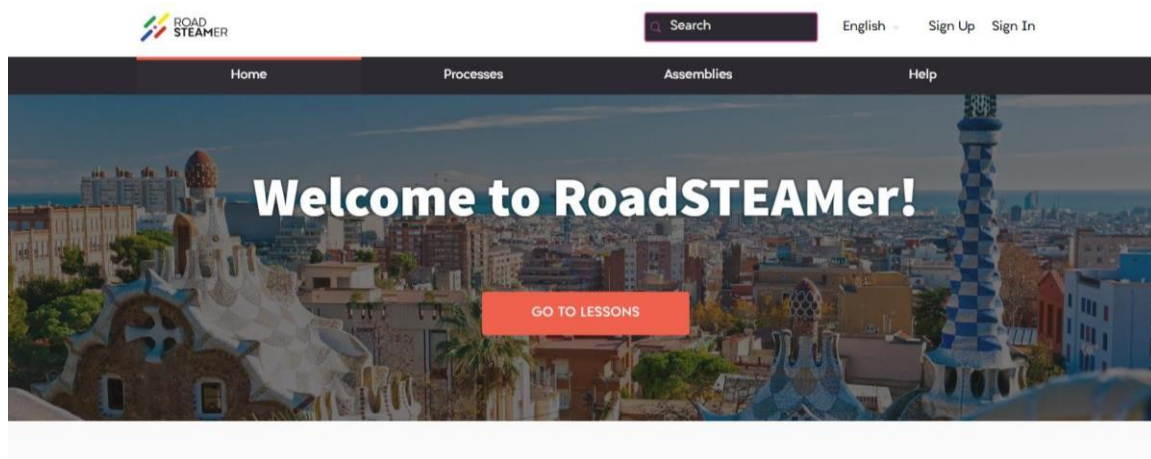 ROAD
STEAMER
Search
English
Sign Up
Sign In
Home
Processes
Assemblies
Help
Welcome to RoadSTEAMer!
GO TO LESSONS